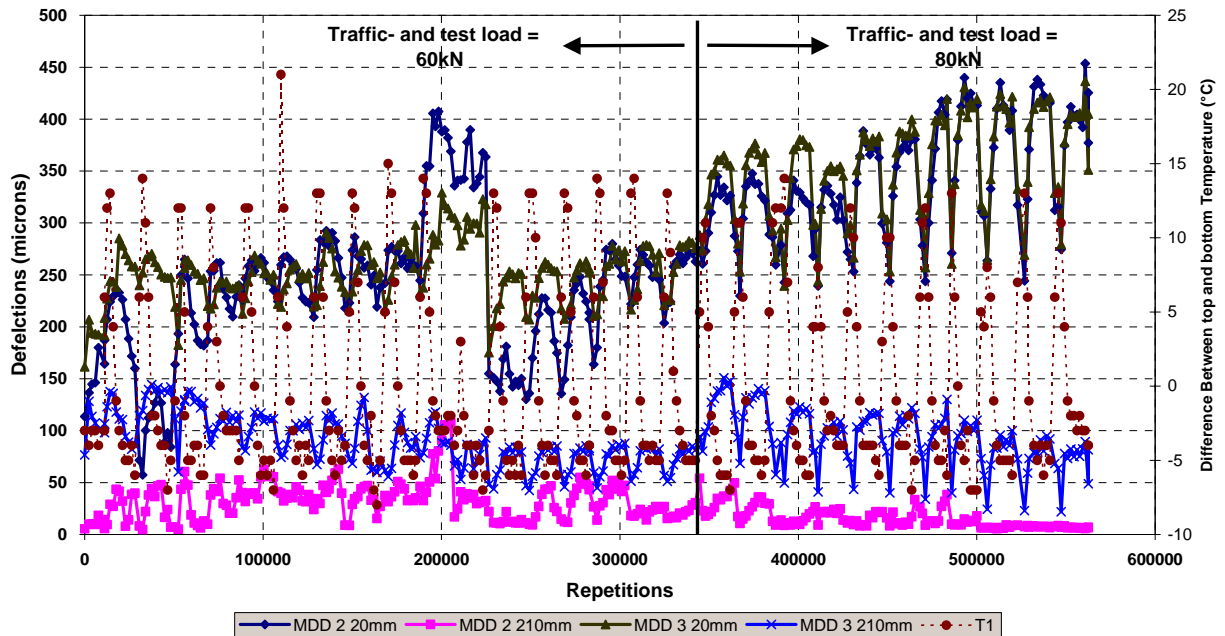 Traffic- and test load =
60kN
Traffic- and test load =
80kN
Defelctions (microns)
500
450
400
350
300
250
200
150
100
50
0
Difference Between top and bottom Temperature (°C)
25
20
15
10
5
0
-5
-10
0 100000 200000 300000 400000 500000 600000
Repetitions
MDD 2 20mm MDD 2 210mm MDD 3 20mm MDD 3 210mm T1